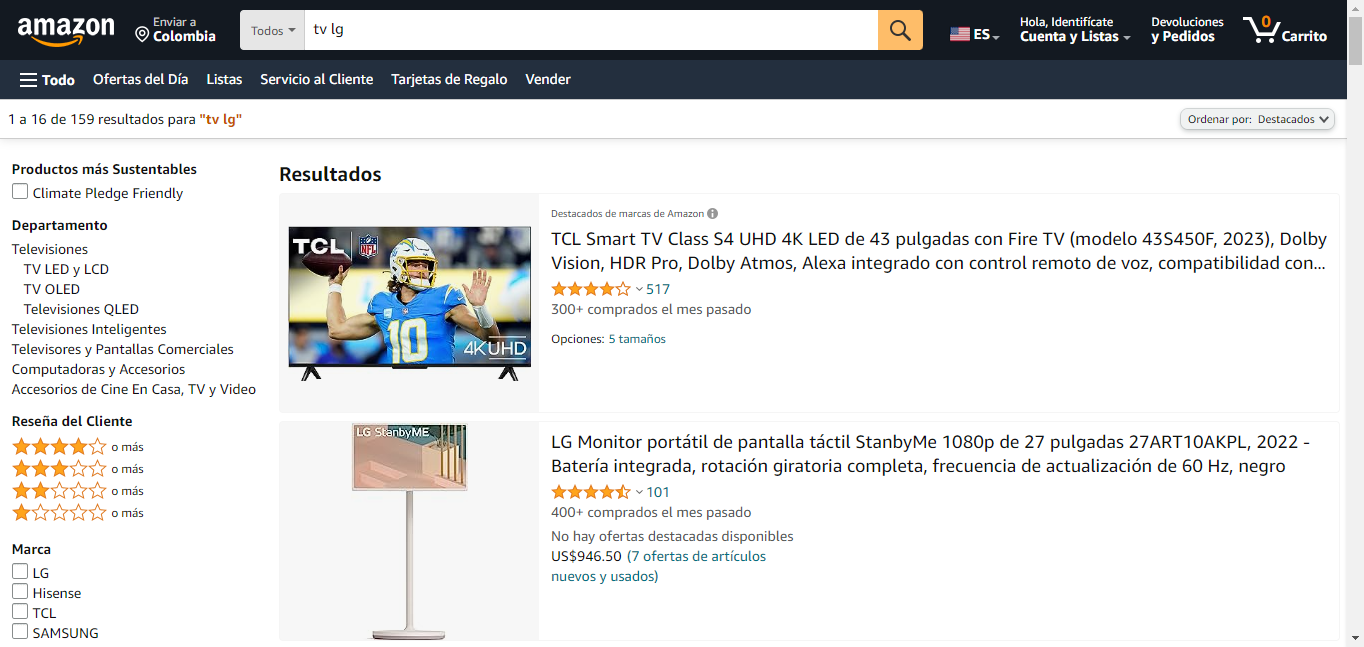 amazon
Enviar a
Colombia
Todos
tv lg
ES
Hola, Identifícate
Cuenta y Listas
Devoluciones
y Pedidos
0
Carrito
Todo
Ofertas del Día
Listas
Servicio al Cliente
Tarjetas de Regalo
Vender
1 a 16 de 159 resultados para "tv lg"
Ordenar por: Destacados
Productos más Sustentables
Climate Pledge Friendly
Departamento
Televisiones
TV LED y LCD
TV OLED
Televisiones QLED
Televisiones Inteligentes
Televisores y Pantallas Comerciales
Computadoras y Accesorios
Accesorios de Cine En Casa, TV y Video
Reseña del Cliente
o más
o más
o más
o más
Marca
LG
Hisense
TCL
SAMSUNG
Resultados
TCL
NFL
10
4K UHD
Destacados de marcas de Amazon
TCL Smart TV Class S4 UHD 4K LED de 43 pulgadas con Fire TV (modelo 43S450F, 2023), Dolby
Vision, HDR Pro, Dolby Atmos, Alexa integrado con control remoto de voz, compatibilidad con...
517
300+ comprados el mes pasado
Opciones: 5 tamaños
LG StanbyME
LG Monitor portátil de pantalla táctil StanbyMe 1080p de 27 pulgadas 27ART10AKPL, 2022 -
Batería integrada, rotación giratoria completa, frecuencia de actualización de 60 Hz, negro
101
400+ comprados el mes pasado
No hay ofertas destacadas disponibles
US$946.50 (7 ofertas de artículos
nuevos y usados)